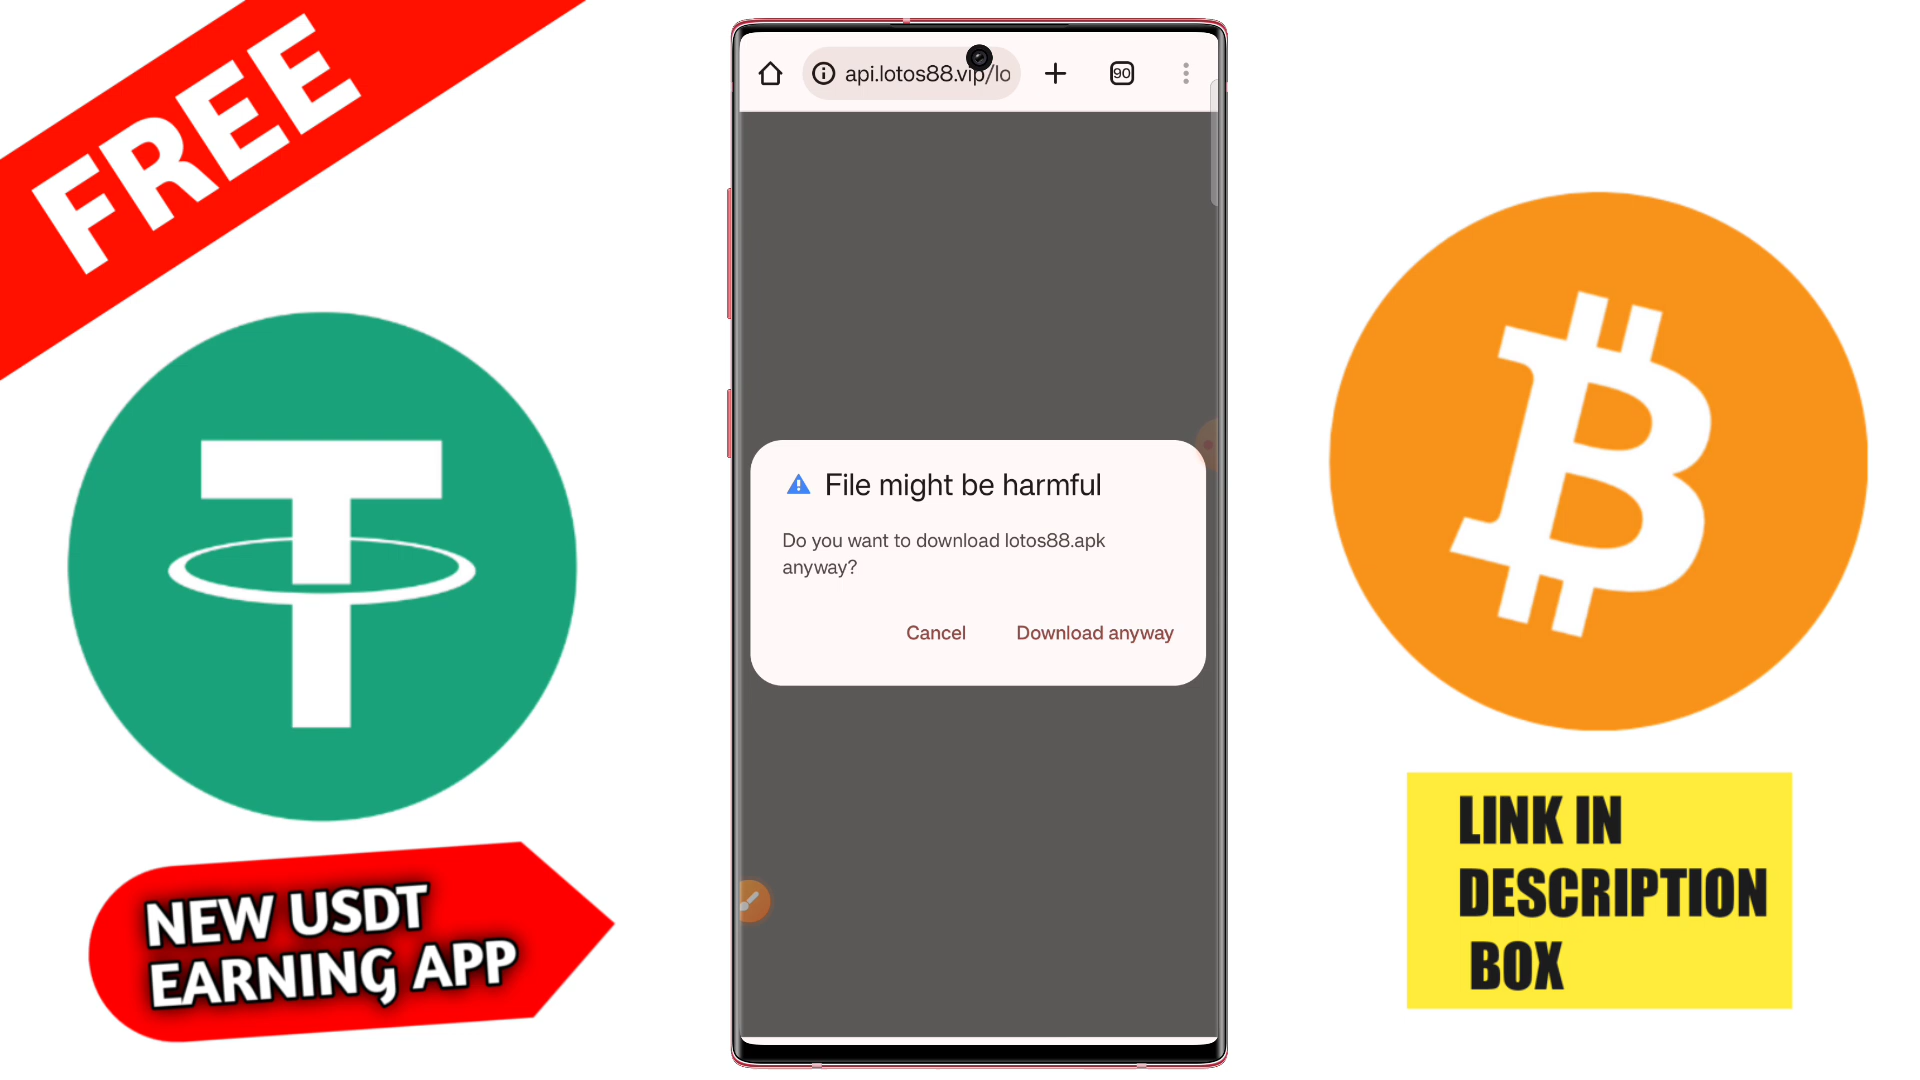 FREE
api.lotos88.vip/lo
90
File might be harmful
Do you want to download lotos88.apk
anyway?
Cancel
Download anyway
NEW USDT
EARNING APP
LINK IN
DESCRIPTION
BOX